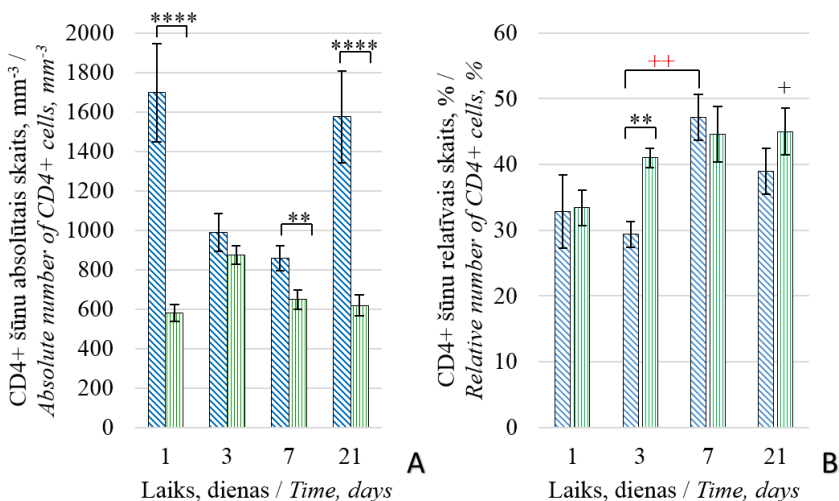 CD4+ šūnu absolūtais skaits, mm⁻³ /
Absolute number of CD4+ cells, mm⁻³
2000
1800
1600
1400
1200
1000
800
600
400
200
0
****
**
****
1 3 7 21
Laiks, dienas / Time, days
A
CD4+ šūnu relatīvais skaits, % /
Relative number of CD4+ cells, %
60
50
40
30
20
10
0
++
**
+
1 3 7 21
Laiks, dienas / Time, days
B